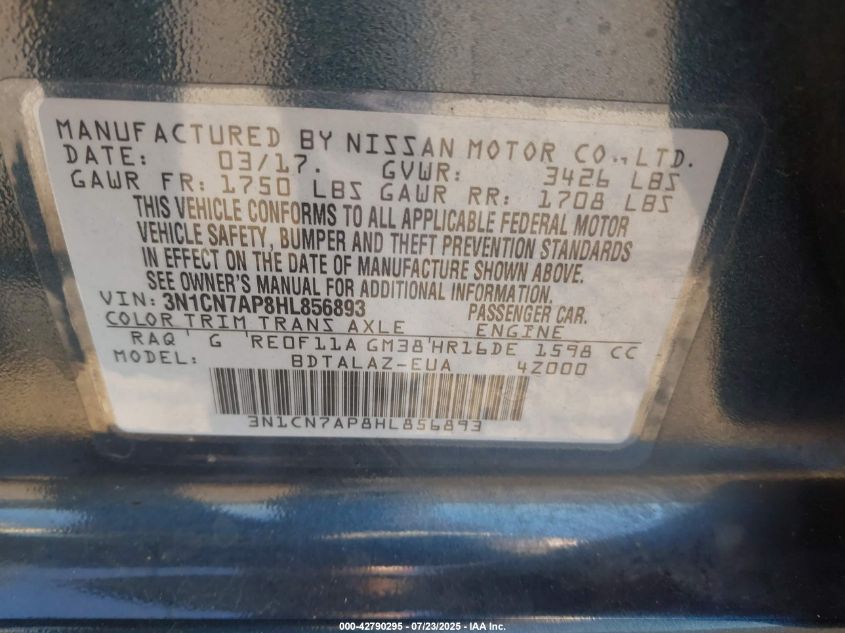 MANUFACTURED BY NISSAN MOTOR CO., LTD.
DATE: 03/17. GVWR: 3426 LBS
GAWR FR: 1750 LBS GAWR RR: 1708 LBS
THIS VEHICLE CONFORMS TO ALL APPLICABLE FEDERAL MOTOR
VEHICLE SAFETY, BUMPER AND THEFT PREVENTION STANDARDS
IN EFFECT ON THE DATE OF MANUFACTURE SHOWN ABOVE.
SEE OWNER'S MANUAL FOR ADDITIONAL INFORMATION.
VIN: 3N1CN7AP8HL856893 PASSENGER CAR.
COLOR TRIM TRANS AXLE ENGINE
RAQ G RE0F11A GM38 HR16DE 1598 CC
MODEL: BDTALAZ-EUA 4Z000
3N1CN7AP8HL856893
000-42790295 - 07/23/2025 - IAA Inc.